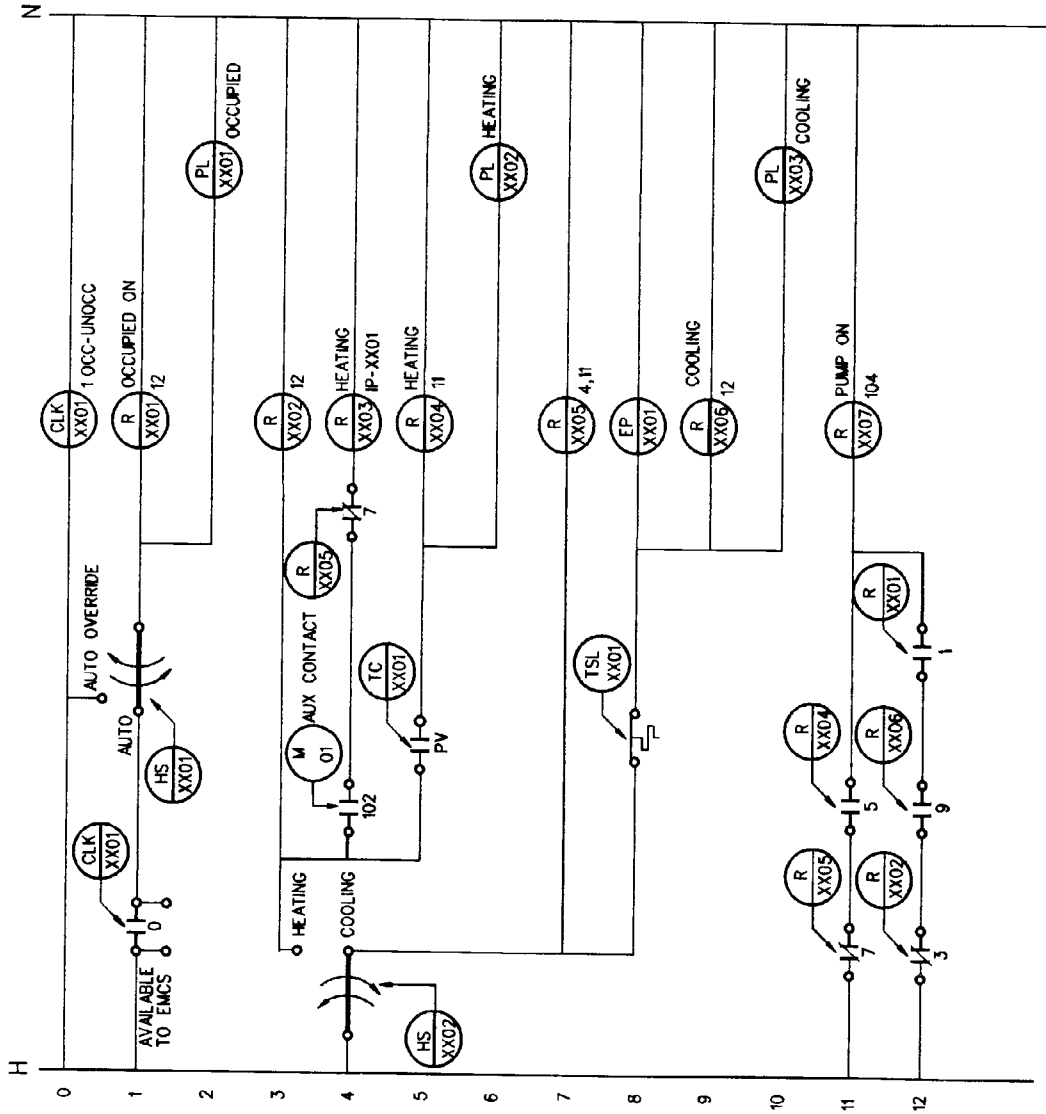 H
N
0
CLK
XX01
1 OCC-UNOCC
AUTO OVERRIDE
1
AVAILABLE
TO EMCS
CLK
XX01
0
HS
XX01
AUTO
R
XX01
OCCUPIED ON
12
2
PL
XX01
OCCUPIED
3
HEATING
R
XX02
12
4
HS
XX02
COOLING
M
01
AUX CONTACT
102
R
XX05
7
R
XX03
HEATING
IP-XX01
5
TC
XX01
PV
R
XX04
HEATING
11
6
PL
XX02
HEATING
7
R
XX05
4,11
8
TSL
XX01
EP
XX01
9
R
XX06
COOLING
12
10
PL
XX03
COOLING
11
R
XX05
7
R
XX04
5
R
XX07
PUMP ON
104
12
R
XX02
3
R
XX06
9
R
XX01
1